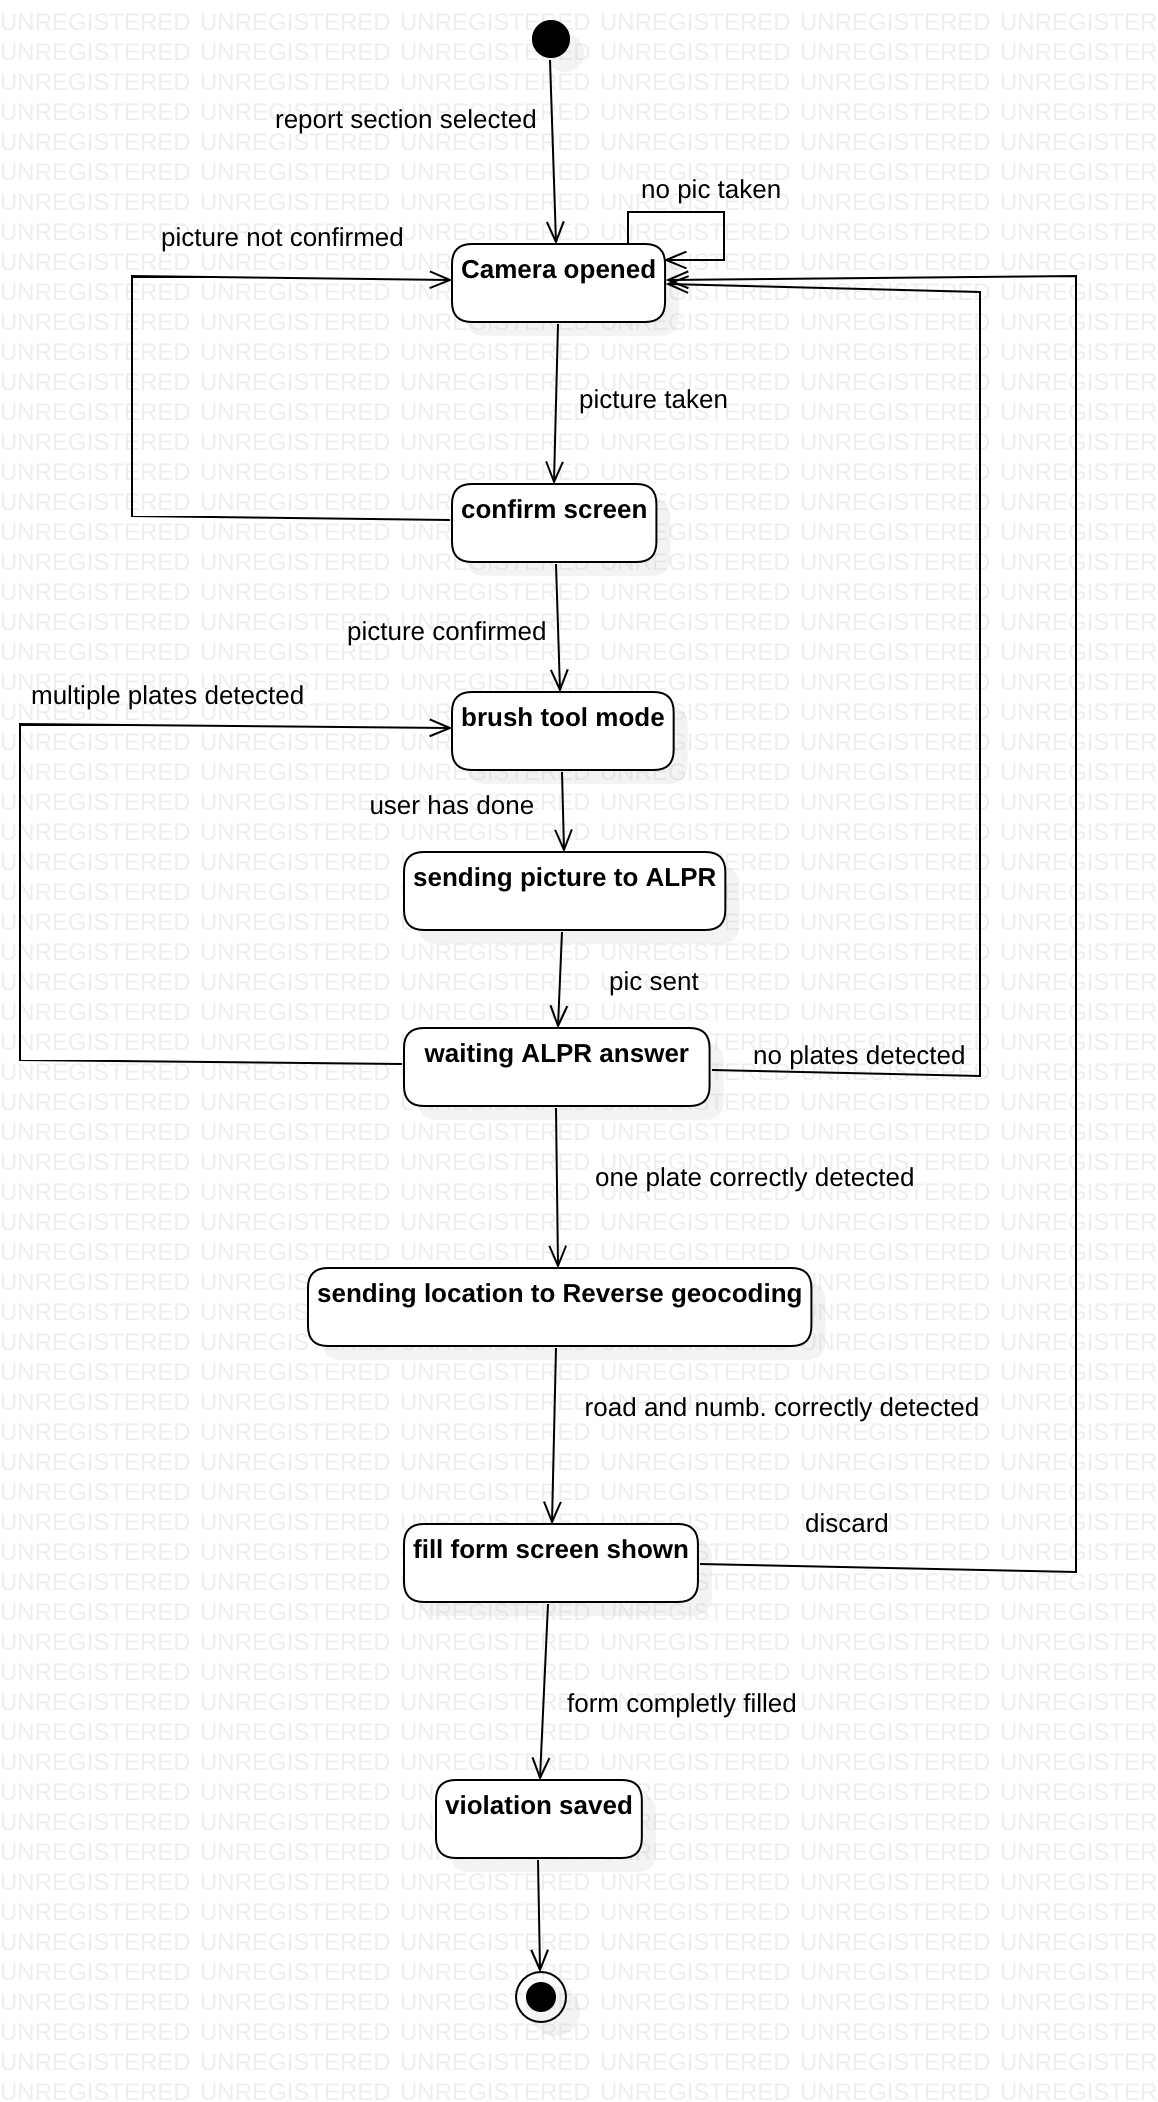 report section selected
no pic taken
picture not confirmed
Camera opened
picture taken
confirm screen
picture confirmed
multiple plates detected
brush tool mode
user has done
sending picture to ALPR
pic sent
waiting ALPR answer
no plates detected
one plate correctly detected
sending location to Reverse geocoding
road and numb. correctly detected
discard
fill form screen shown
form completly filled
violation saved
UNREGISTERED